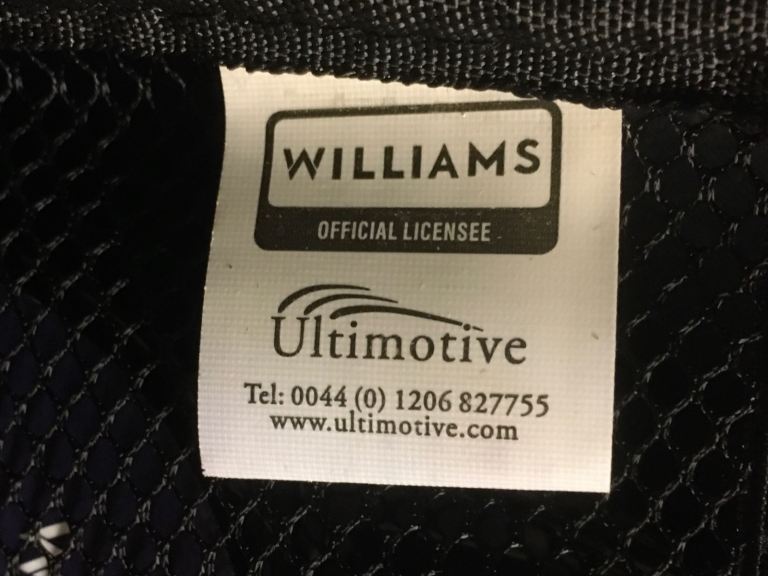 WILLIAMS
OFFICIAL LICENSEE
Ultimotive
Tel: 0044 (0) 1206 827755
www.ultimotive.com